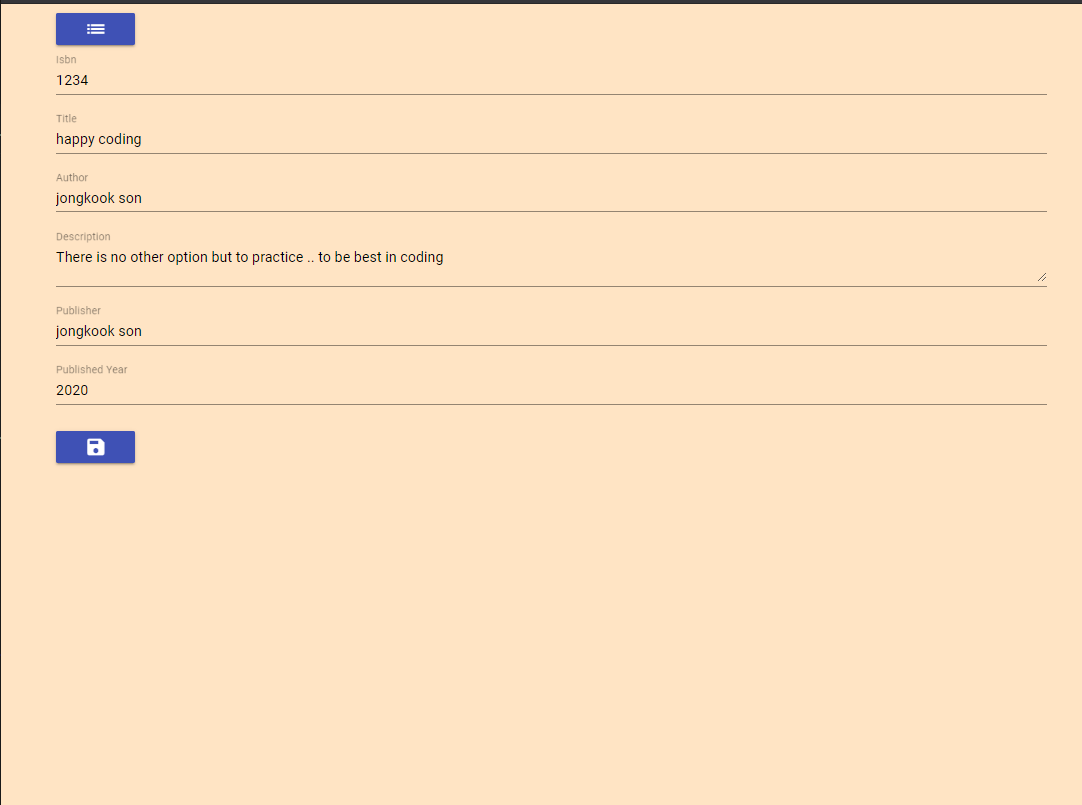 Isbn
1234
Title
happy coding
Author
jongkook son
Description
There is no other option but to practice .. to be best in coding
Publisher
jongkook son
Published Year
2020